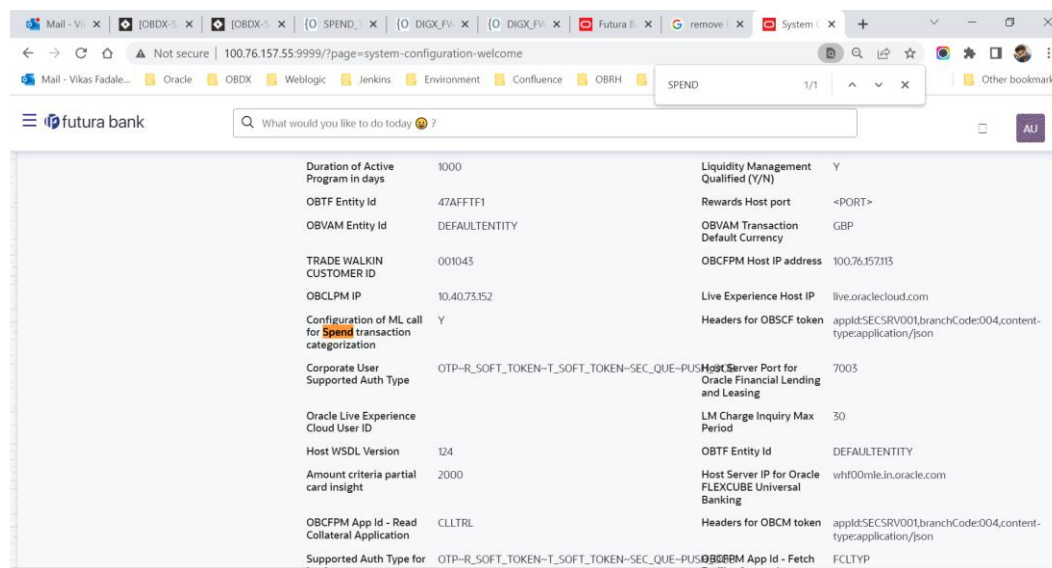 Mail - Vi
[OBDX-S
[OBDX-5
{O SPEND_
{O DIGX_FW
{O DIGX_FW
Futura B
remove
System C
Not secure | 100.76.157.55:9999/?page=system-configuration-welcome
Mail - Vikas Fadale...
Oracle
OBDX
Weblogic
Jenkins
Environment
Confluence
OBRH
Other bookmark
SPEND 1/1
futura bank
What would you like to do today ?
AU
Duration of Active Program in days 1000
Liquidity Management Qualified (Y/N) Y
OBTF Entity Id 47AFFTF1
Rewards Host port <PORT>
OBVAM Entity Id DEFAULTENTITY
OBVAM Transaction Default Currency GBP
TRADE WALKIN CUSTOMER ID 001043
OBCFPM Host IP address 100.76.157.113
OBCLPM IP 10.40.73.152
Live Experience Host IP live.oraclecloud.com
Configuration of ML call for Spend transaction categorization Y
Headers for OBSCF token appId:SECSRV001,branchCode:004,content-type:application/json
Corporate User Supported Auth Type OTP~R_SOFT_TOKEN~T_SOFT_TOKEN~SEC_QUE~PUSH
Host Server Port for Oracle Financial Lending and Leasing 7003
Oracle Live Experience Cloud User ID
LM Charge Inquiry Max Period 30
Host WSDL Version 124
OBTF Entity Id DEFAULTENTITY
Amount criteria partial card insight 2000
Host Server IP for Oracle FLEXCUBE Universal Banking whf00mle.in.oracle.com
OBCFPM App Id - Read Collateral Application CLLTRL
Headers for OBCM token appId:SECSRV001,branchCode:004,content-type:application/json
Supported Auth Type for OTP~R_SOFT_TOKEN~T_SOFT_TOKEN~SEC_QUE~PUSH
OBCFPM App Id - Fetch FCLTYP